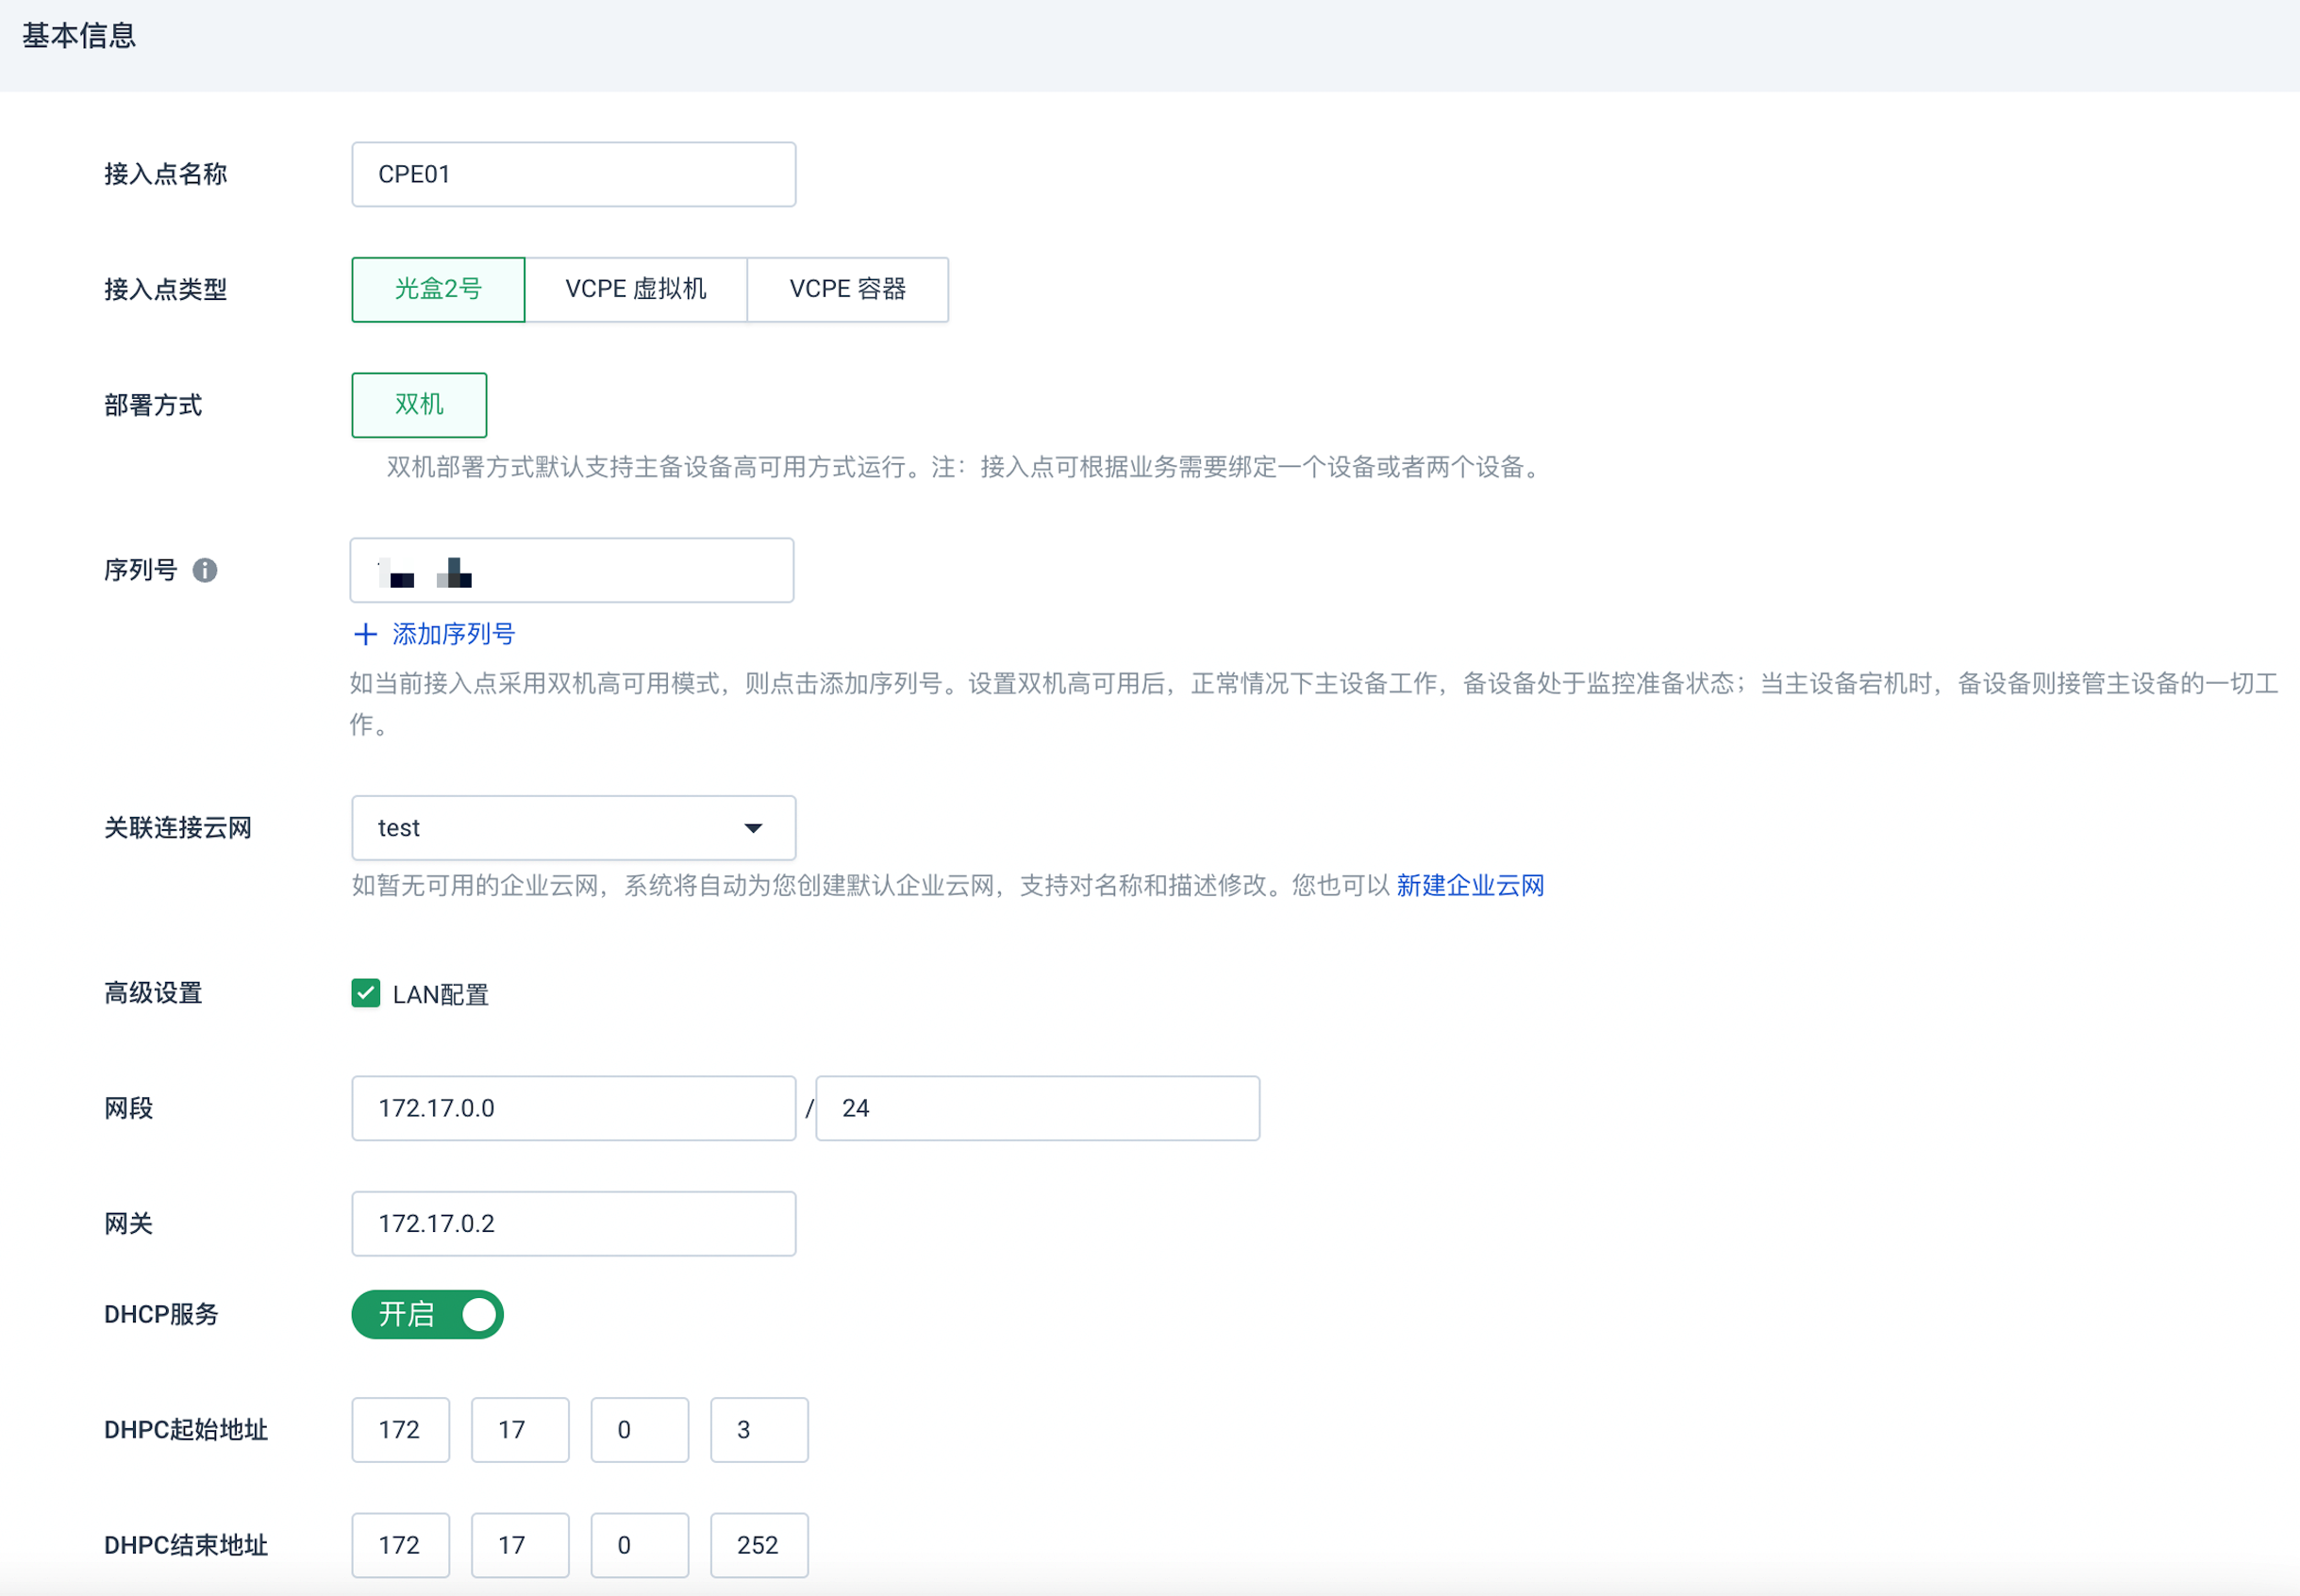 基本信息
接入点名称 CPE01
接入点类型 光盒2号 VCPE 虚拟机 VCPE 容器
部署方式 双机
双机部署方式默认支持主备设备高可用方式运行。注：接入点可根据业务需要绑定一个设备或者两个设备。
序列号
添加序列号
如当前接入点采用双机高可用模式，则点击添加序列号。设置双机高可用后，正常情况下主设备工作，备设备处于监控准备状态；当主设备宕机时，备设备则接管主设备的一切工
作。
关联连接云网 test
如暂无可用的企业云网，系统将自动为您创建默认企业云网，支持对名称和描述修改。您也可以 新建企业云网
高级设置 LAN配置
网段 172.17.0.0 / 24
网关 172.17.0.2
DHCP服务 开启
DHPC起始地址 172 17 0 3
DHPC结束地址 172 17 0 252